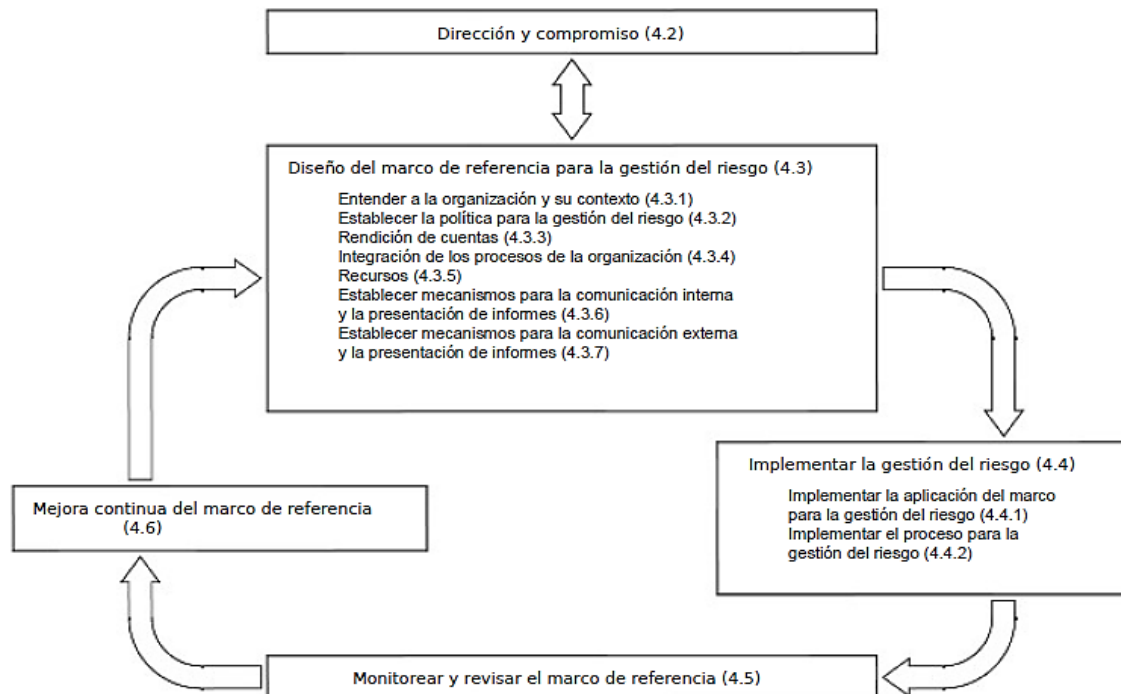 Dirección y compromiso (4.2)
Diseño del marco de referencia para la gestión del riesgo (4.3)
Entender a la organización y su contexto (4.3.1)
Establecer la política para la gestión del riesgo (4.3.2)
Rendición de cuentas (4.3.3)
Integración de los procesos de la organización (4.3.4)
Recursos (4.3.5)
Establecer mecanismos para la comunicación interna
y la presentación de informes (4.3.6)
Establecer mecanismos para la comunicación externa
y la presentación de informes (4.3.7)
Implementar la gestión del riesgo (4.4)
Implementar la aplicación del marco
para la gestión del riesgo (4.4.1)
Implementar el proceso para la
gestión del riesgo (4.4.2)
Monitorear y revisar el marco de referencia (4.5)
Mejora continua del marco de referencia
(4.6)